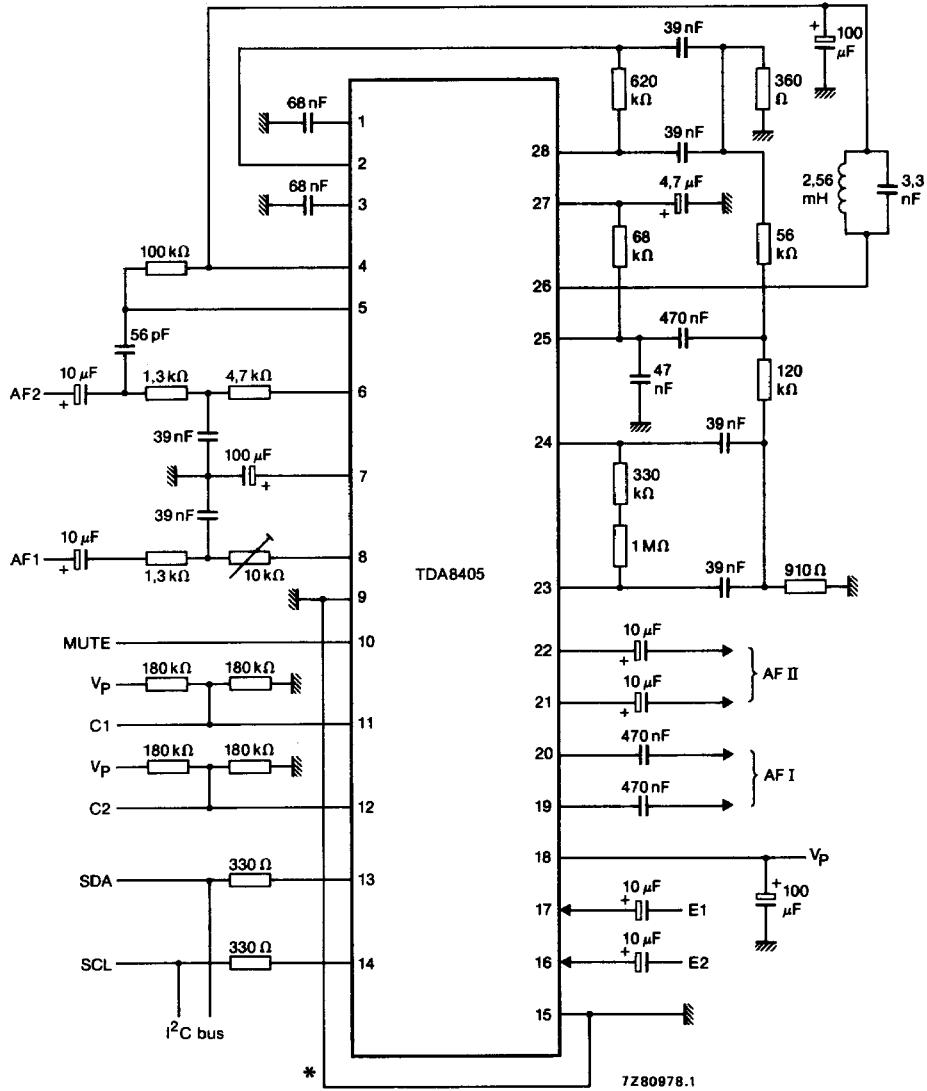 39 nF
+ 100 μF
68 nF
1
620 kΩ
360 Ω
28
39 nF
2
68 nF
3
27
4,7 μF
+
2,56 mH
3,3 nF
100 kΩ
4
68 kΩ
56 kΩ
26
5
56 pF
25
470 nF
10 μF
1,3 kΩ
4,7 kΩ
AF2
+
6
47 nF
120 kΩ
39 nF
24
39 nF
100 μF
+
7
330 kΩ
39 nF
10 μF
AF1
+
1,3 kΩ
10 kΩ
8
TDA8405
1 MΩ
9
23
39 nF
910 Ω
MUTE
10
22
10 μF
+
AF II
180 kΩ
180 kΩ
VP
21
10 μF
+
C1
11
180 kΩ
180 kΩ
VP
20
470 nF
AF I
C2
12
19
470 nF
18
VP
SDA
330 Ω
13
+ 100 μF
17
10 μF
+
E1
SCL
330 Ω
14
16
10 μF
+
E2
I²C bus
15
*
7Z80978.1